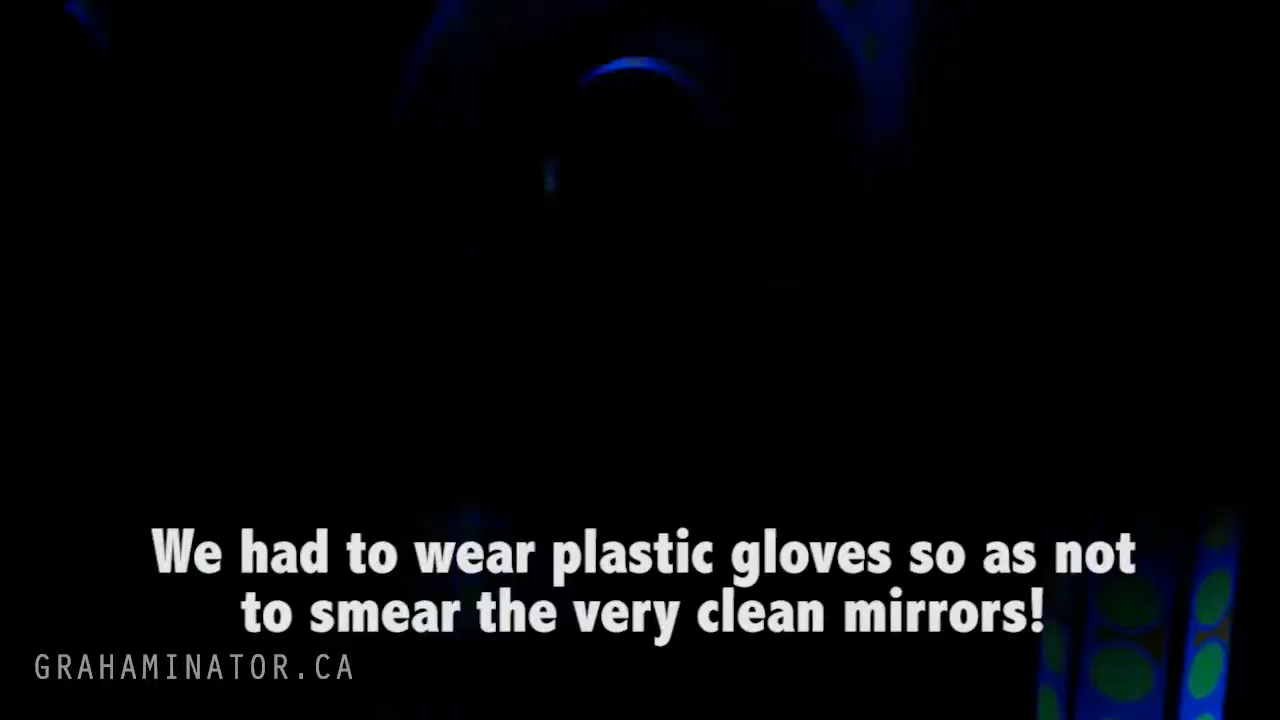 We had to wear plastic gloves so as not
to smear the very clean mirrors!
GRAHAMINATOR.CA